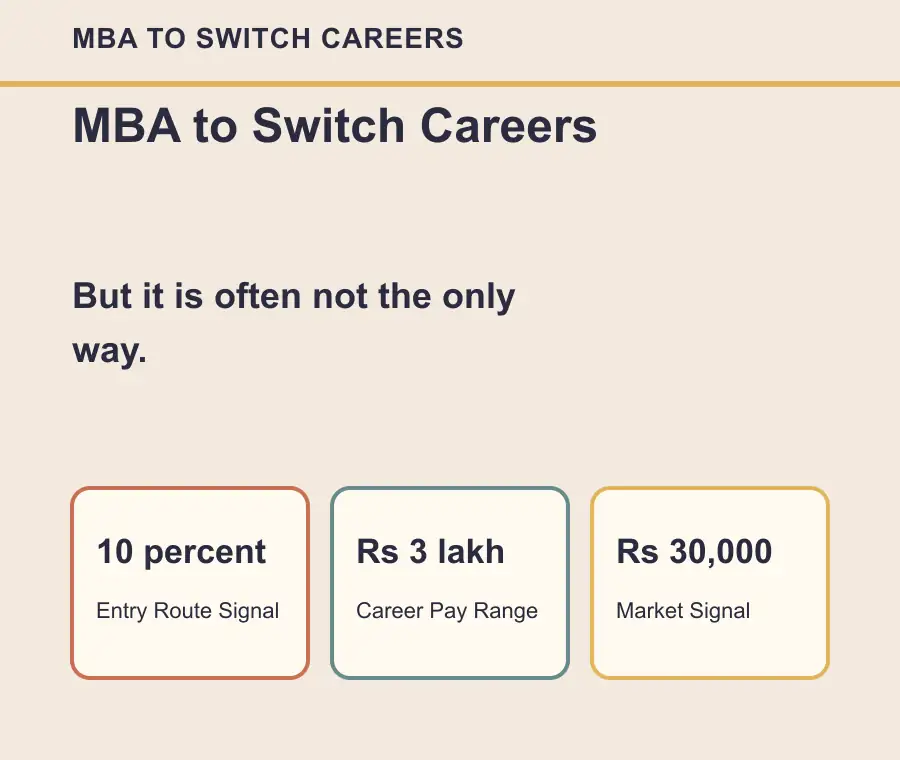 MBA TO SWITCH CAREERS
MBA to Switch Careers
But it is often not the only
way.
10 percent
Entry Route Signal
Rs 3 lakh
Career Pay Range
Rs 30,000
Market Signal